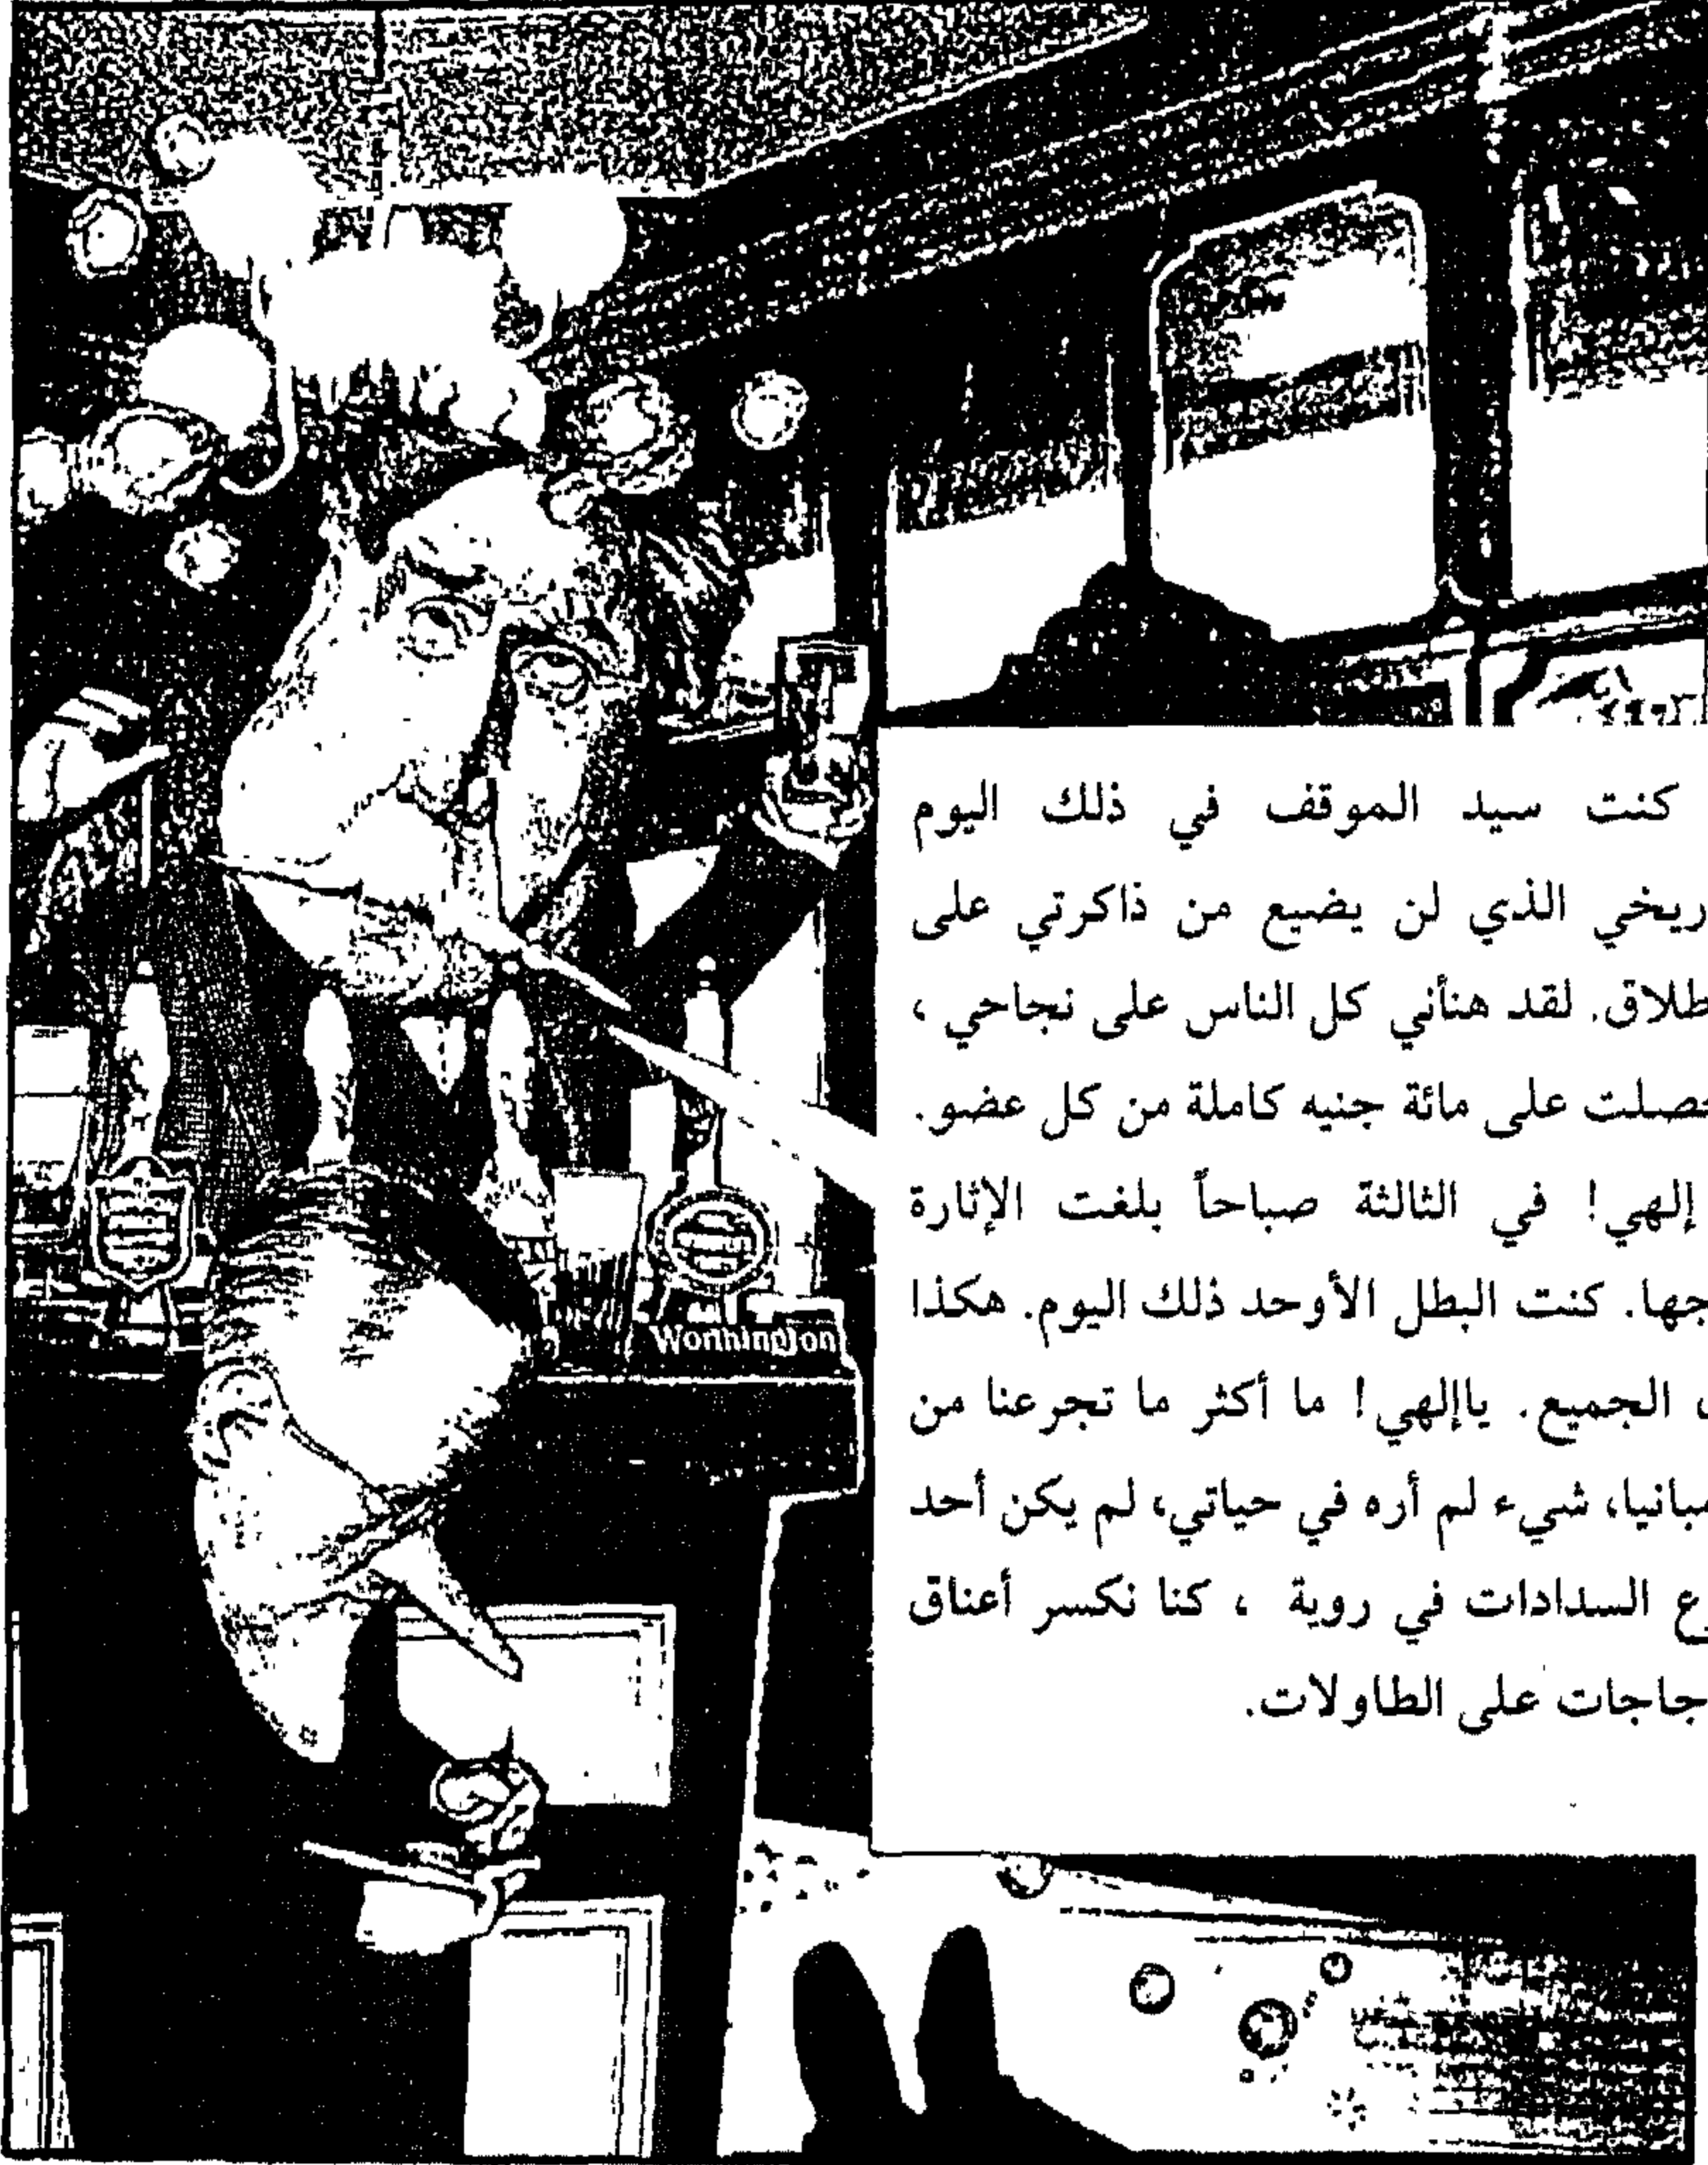 كنت سيد الموقف في ذلك اليوم
ريخي الذي لن يضيع من ذاكرتي على
طلاق. لقد هنأني كل الناس على نجاحي ،
حصلت على مائة جنيه كاملة من كل عضو.
إلهي! في الثالثة صباحاً بلغت الإثارة
جها. كنت البطل الأوحد ذلك اليوم. هكذا
الجميع. ياإلهي! ما أكثر ما تجرعنا من
مبانيا، شيء لم أره في حياتي، لم يكن أحد
ع السدادات في روية ، كنا نكسر أعناق
جاجات على الطاولات.
Worthington